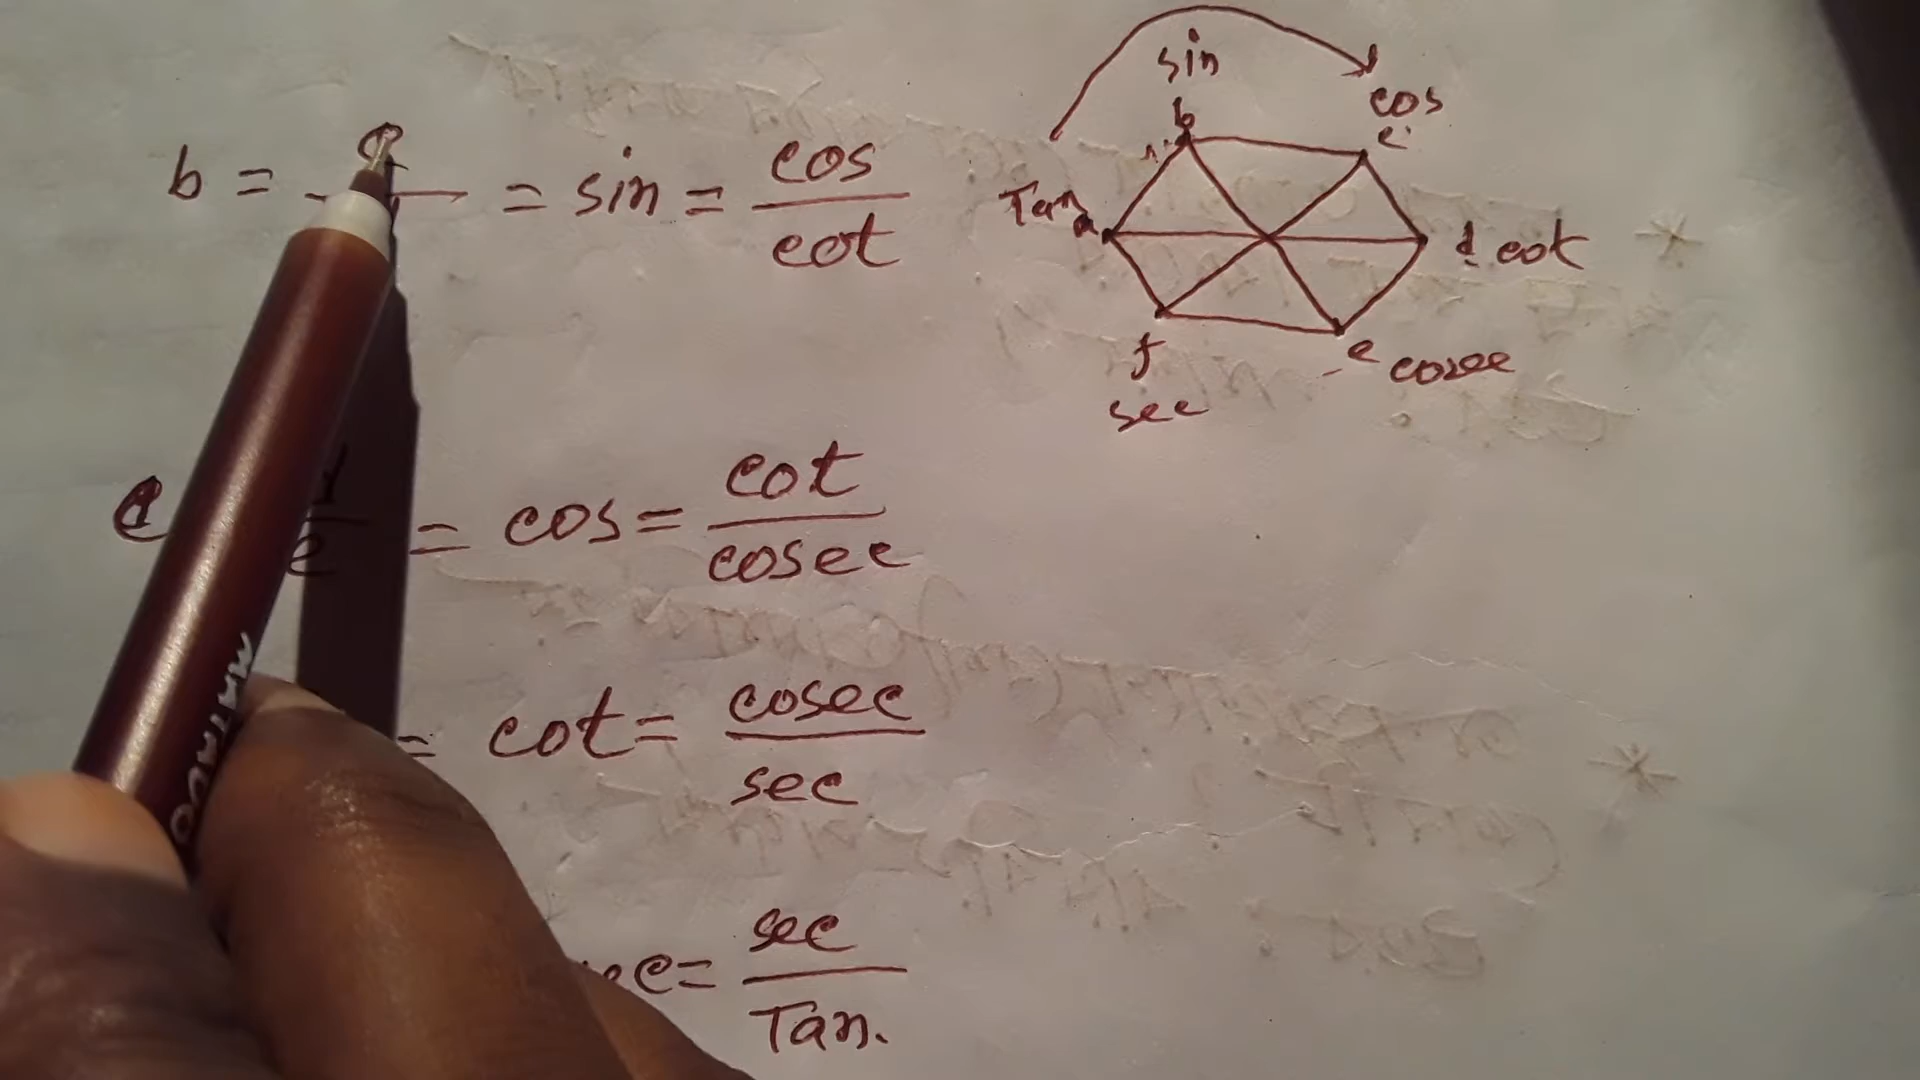 sin
cos
b
c
b = c = sin = cos / cot
Tan a
d cot
f
e cosec
sec
c = cos = cot / cosec
e
= cot = cosec / sec
= sec / Tan.